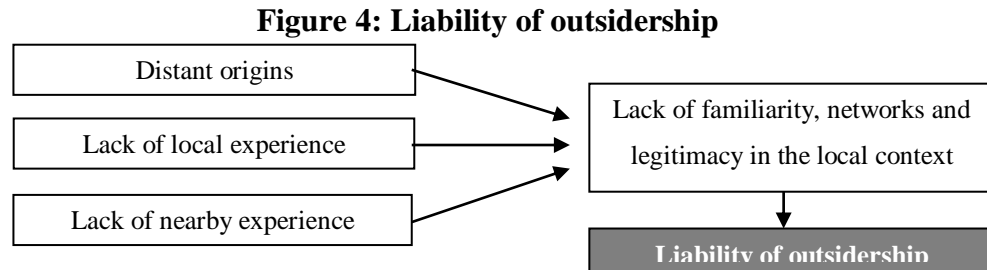 Figure 4: Liability of outsidership
Distant origins
Lack of local experience
Lack of nearby experience
Lack of familiarity, networks and
legitimacy in the local context
Liability of outsidership